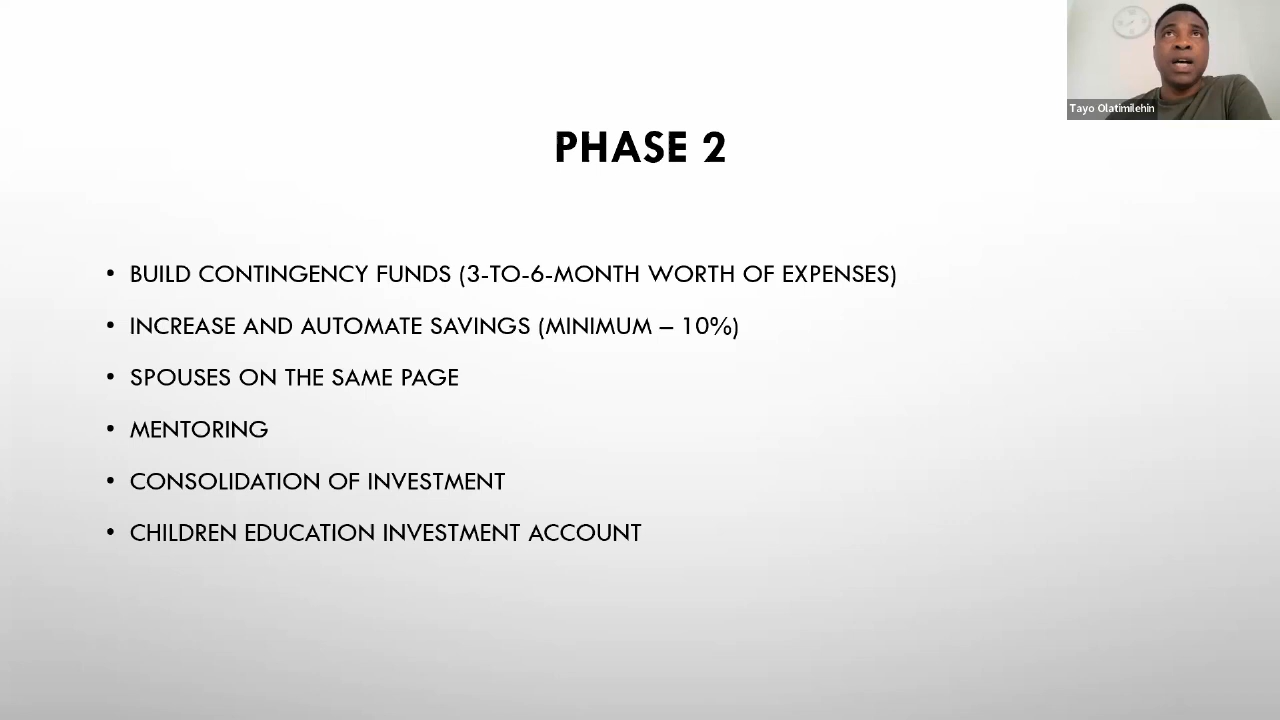 Tayo Olatimilehin
PHASE 2
• BUILD CONTINGENCY FUNDS (3-TO-6-MONTH WORTH OF EXPENSES)
• INCREASE AND AUTOMATE SAVINGS (MINIMUM – 10%)
• SPOUSES ON THE SAME PAGE
• MENTORING
• CONSOLIDATION OF INVESTMENT
• CHILDREN EDUCATION INVESTMENT ACCOUNT